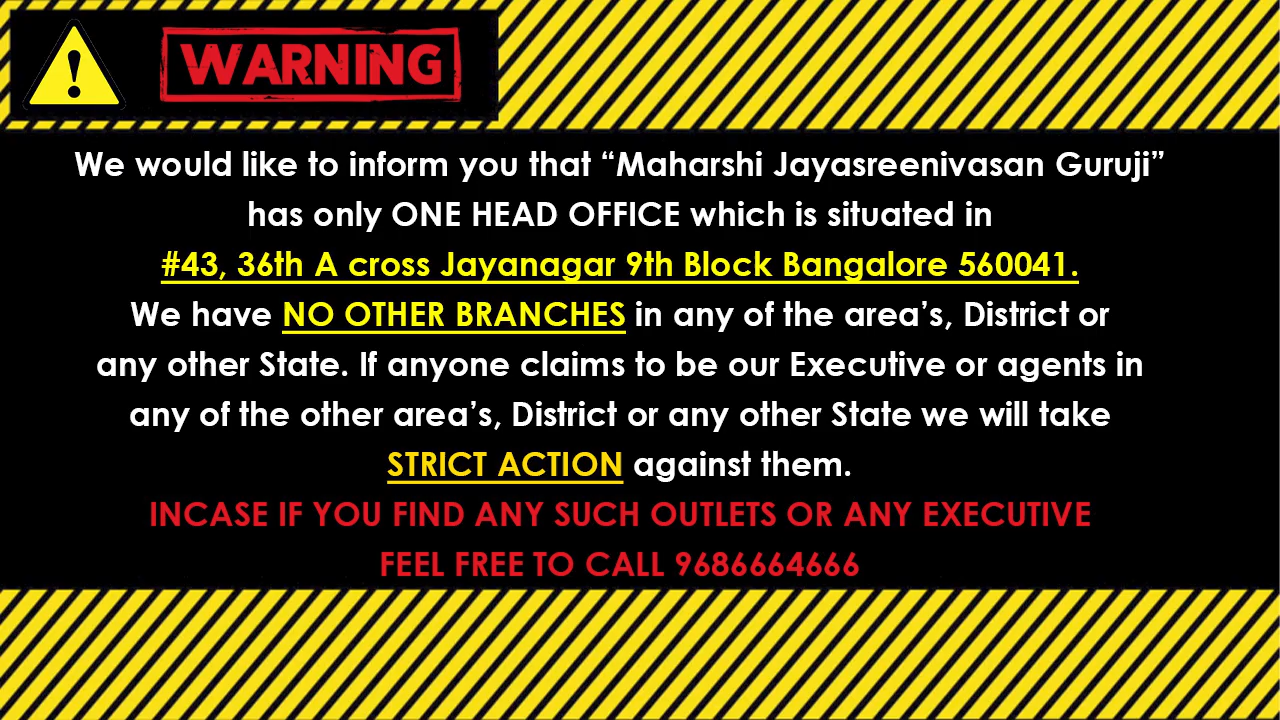 WARNING
We would like to inform you that “Maharshi Jayasreenivasan Guruji”
has only ONE HEAD OFFICE which is situated in
#43, 36th A cross Jayanagar 9th Block Bangalore 560041.
We have NO OTHER BRANCHES in any of the area’s, District or
any other State. If anyone claims to be our Executive or agents in
any of the other area’s, District or any other State we will take
STRICT ACTION against them.
INCASE IF YOU FIND ANY SUCH OUTLETS OR ANY EXECUTIVE
FEEL FREE TO CALL 9686664666